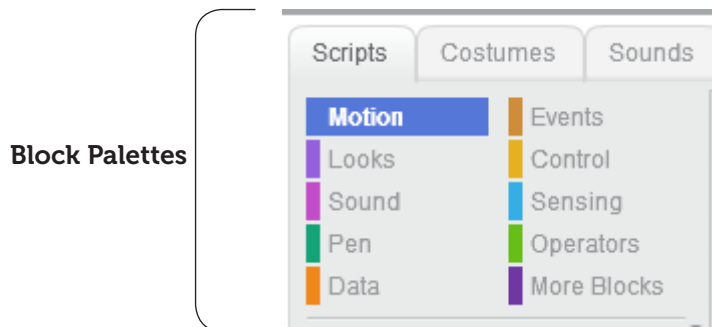 Scripts Costumes Sounds
Block Palettes
Motion Events
Looks Control
Sound Sensing
Pen Operators
Data More Blocks